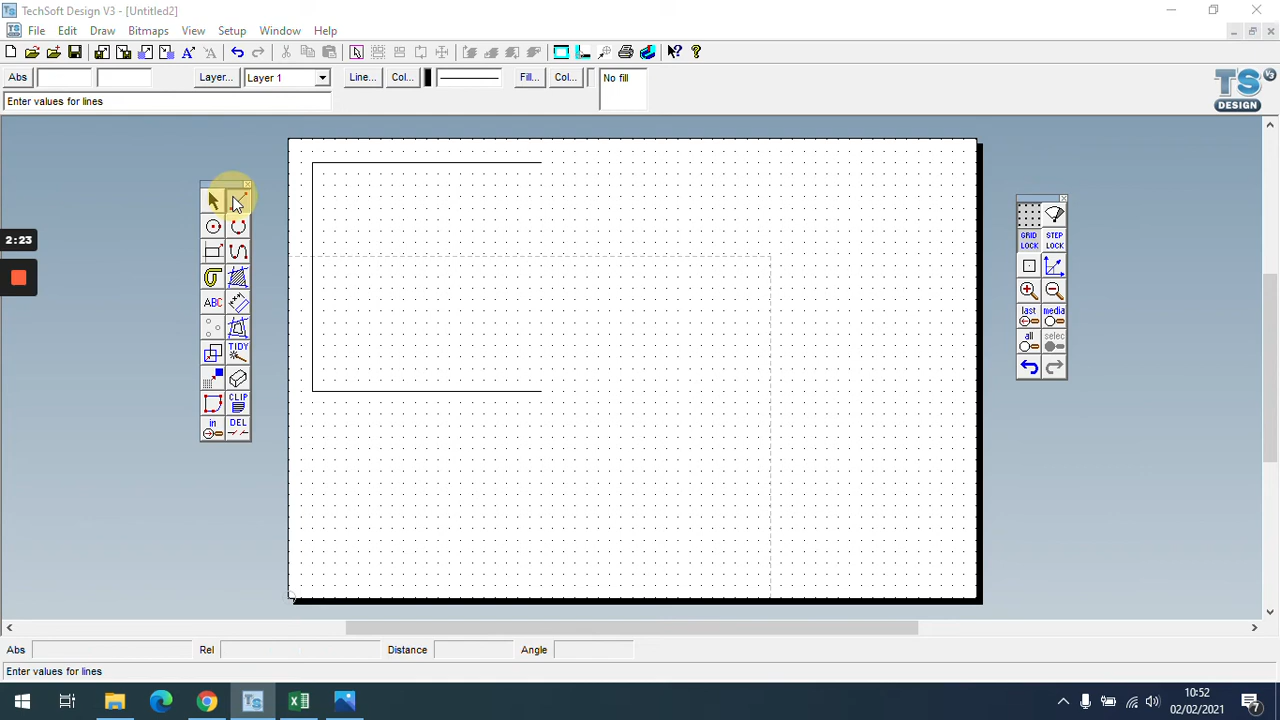 TechSoft Design V3 - [Untitled2]
File Edit Draw Bitmaps View Setup Window Help
Abs Layer... Layer 1 Line... Col... Fill... Col... No fill
Enter values for lines
TS V3
DESIGN
2:23
GRID LOCK STEP LOCK
last media
all selec
ABC
TIDY
CLIP
in DEL
Abs Rel Distance Angle
Enter values for lines
10:52
02/02/2021
7